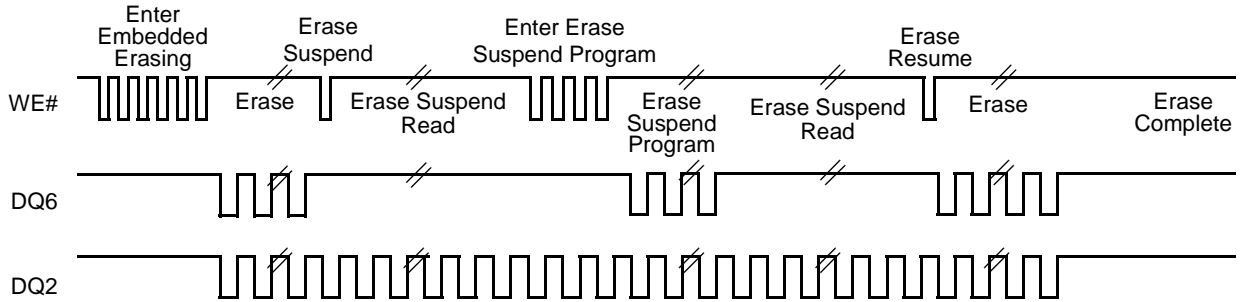 Enter
Embedded
Erasing
Erase
Suspend
Enter Erase
Suspend Program
Erase
Resume
WE#
Erase
Erase Suspend
Read
Erase
Suspend
Program
Erase Suspend
Read
Erase
Erase
Complete
DQ6
DQ2